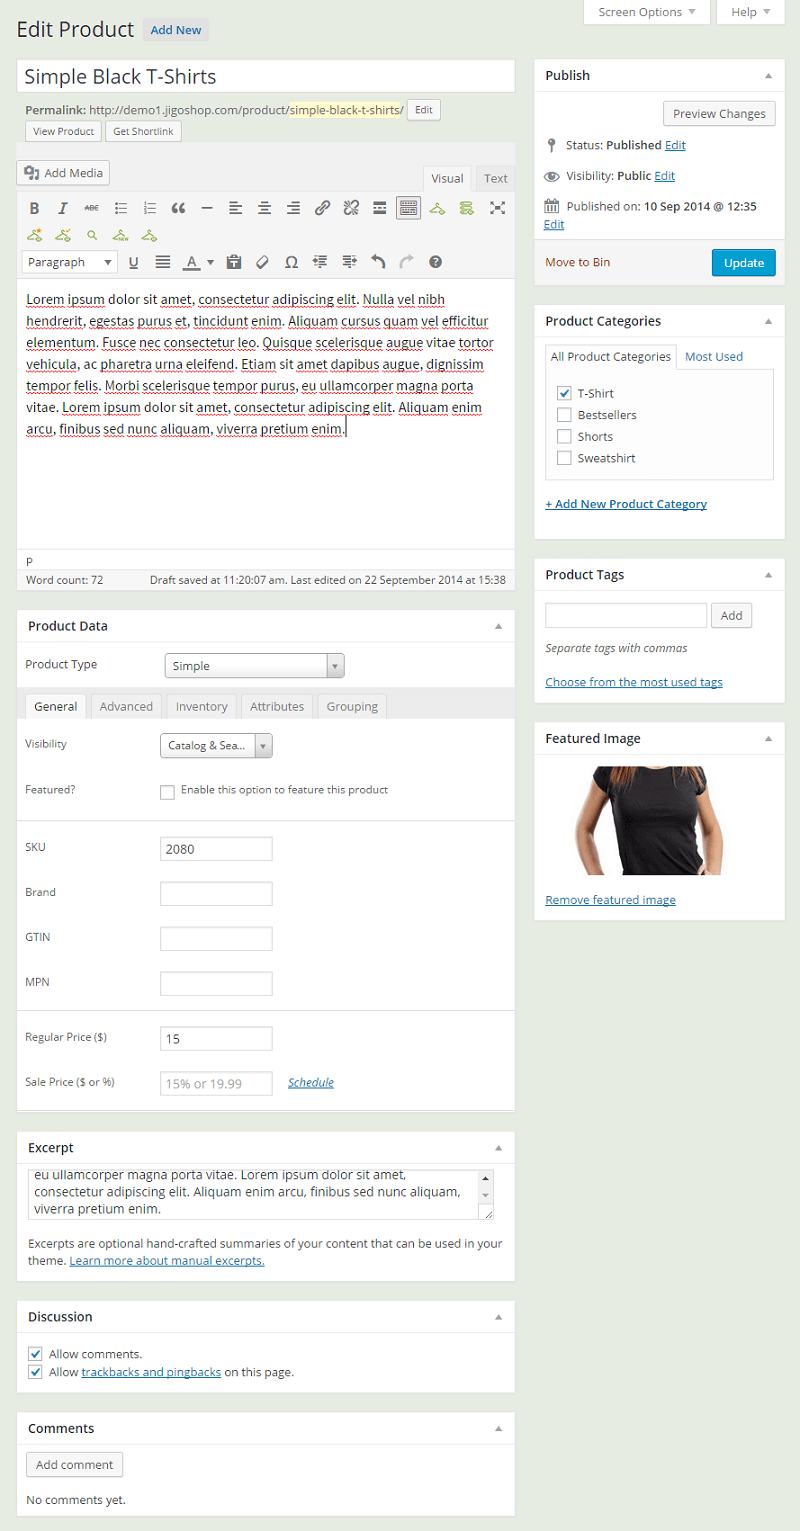 Screen Options Help
Edit Product Add New
Simple Black T-Shirts
Permalink: http://demo1.jigoshop.com/product/simple-black-t-shirts/ Edit
View Product Get Shortlink
Add Media
Visual Text
B I ABC
Paragraph U A Ω
Lorem ipsum dolor sit amet, consectetur adipiscing elit. Nulla vel nibh
hendrerit, egestas purus et, tincidunt enim. Aliquam cursus quam vel efficitur
elementum. Fusce nec consectetur leo. Quisque scelerisque augue vitae tortor
vehicula, ac pharetra urna eleifend. Etiam sit amet dapibus augue, dignissim
tempor felis. Morbi scelerisque tempor purus, eu ullamcorper magna porta
vitae. Lorem ipsum dolor sit amet, consectetur adipiscing elit. Aliquam enim
arcu, finibus sed nunc aliquam, viverra pretium enim.
p
Word count: 72 Draft saved at 11:20:07 am. Last edited on 22 September 2014 at 15:38
Product Data
Product Type Simple
General Advanced Inventory Attributes Grouping
Visibility Catalog & Sea...
Featured? Enable this option to feature this product
SKU 2080
Brand
GTIN
MPN
Regular Price ($) 15
Sale Price ($ or %) 15% or 19.99 Schedule
Excerpt
eu ullamcorper magna porta vitae. Lorem ipsum dolor sit amet,
consectetur adipiscing elit. Aliquam enim arcu, finibus sed nunc aliquam,
viverra pretium enim.
Excerpts are optional hand-crafted summaries of your content that can be used in your
theme. Learn more about manual excerpts.
Discussion
Allow comments.
Allow trackbacks and pingbacks on this page.
Comments
Add comment
No comments yet.
Publish
Preview Changes
Status: Published Edit
Visibility: Public Edit
Published on: 10 Sep 2014 @ 12:35
Edit
Move to Bin Update
Product Categories
All Product Categories Most Used
T-Shirt
Bestsellers
Shorts
Sweatshirt
+ Add New Product Category
Product Tags
Add
Separate tags with commas
Choose from the most used tags
Featured Image
Remove featured image